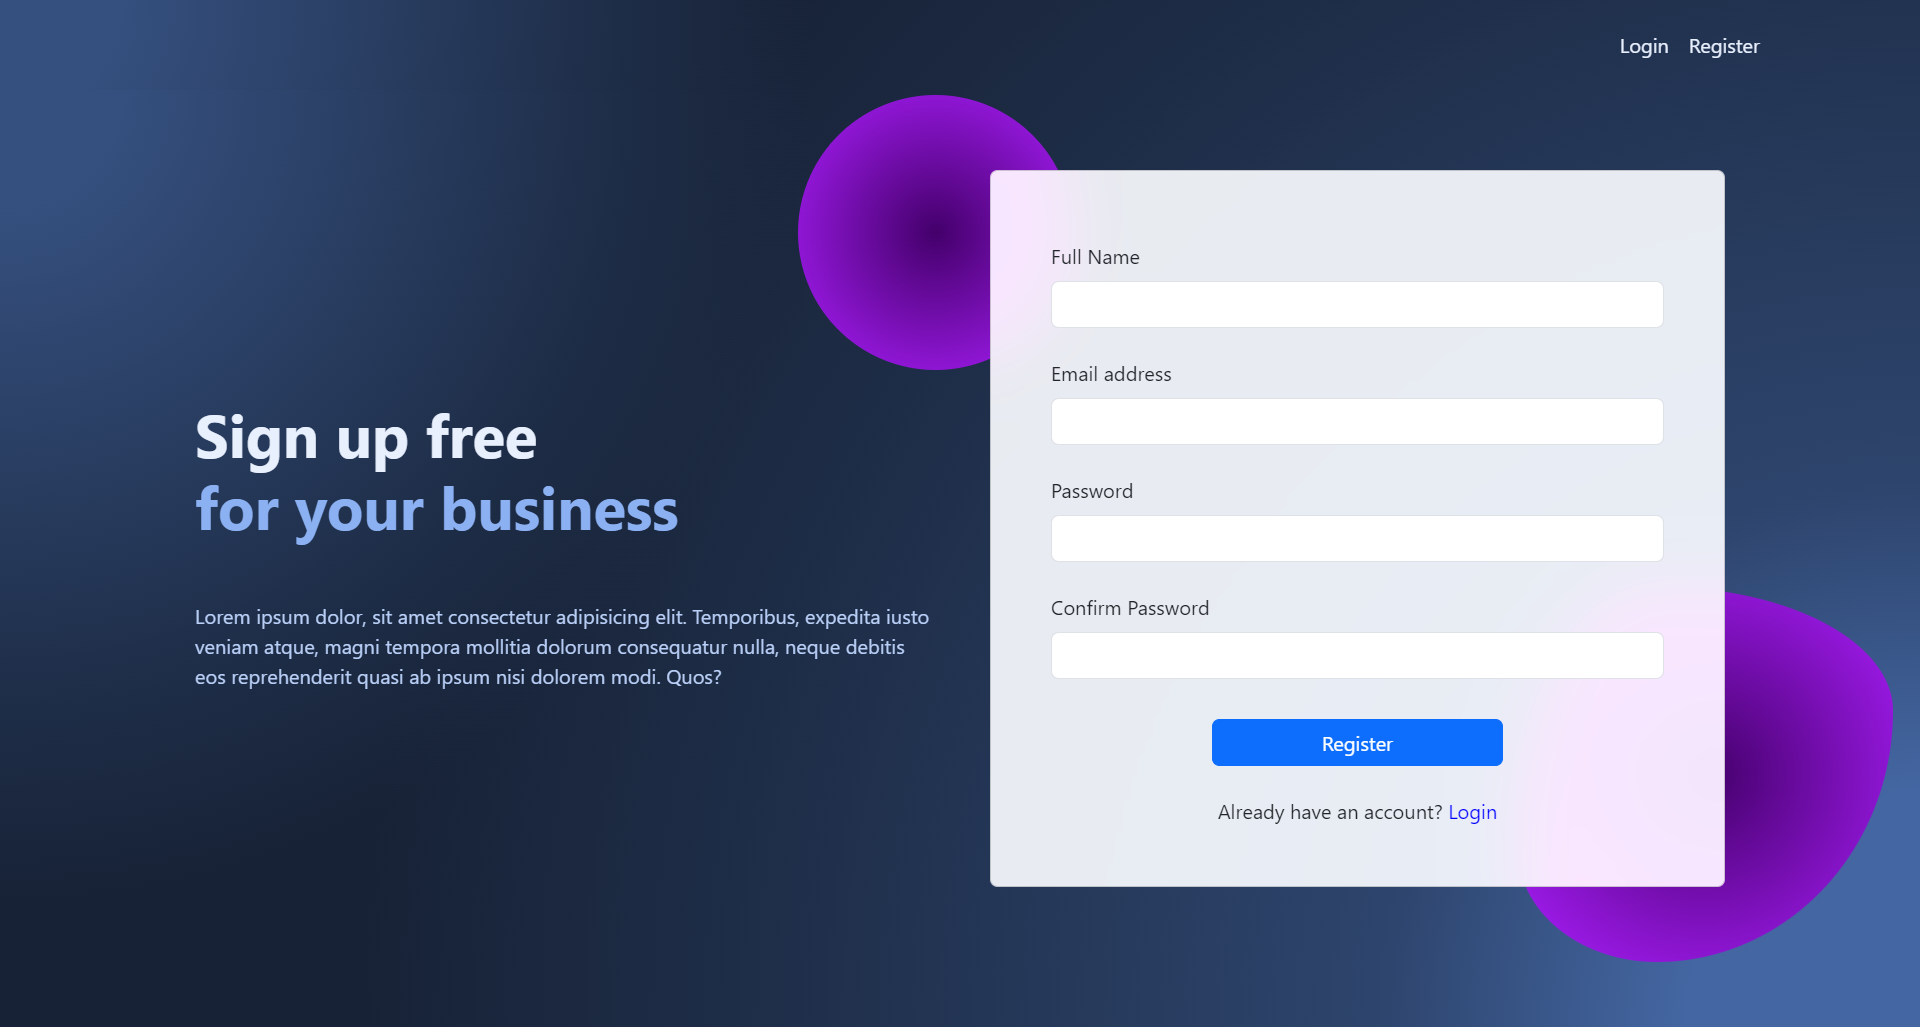 Login Register
Sign up free
for your business
Lorem ipsum dolor, sit amet consectetur adipisicing elit. Temporibus, expedita iusto
veniam atque, magni tempora mollitia dolorum consequatur nulla, neque debitis
eos reprehenderit quasi ab ipsum nisi dolorem modi. Quos?
Full Name
Email address
Password
Confirm Password
Register
Already have an account? Login